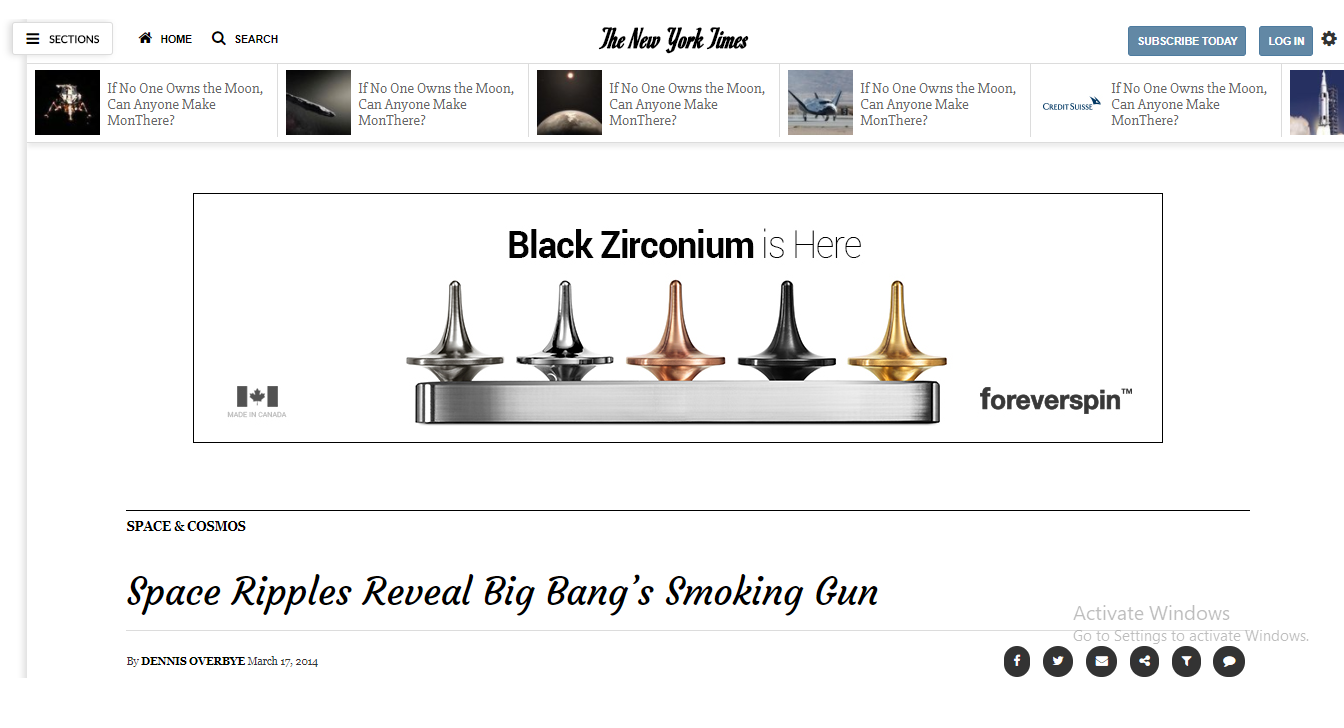 SECTIONS HOME SEARCH The New York Times SUBSCRIBE TODAY LOG IN
If No One Owns the Moon,
Can Anyone Make
MonThere?
If No One Owns the Moon,
Can Anyone Make
MonThere?
If No One Owns the Moon,
Can Anyone Make
MonThere?
If No One Owns the Moon,
Can Anyone Make
MonThere?
CREDIT SUISSE
If No One Owns the Moon,
Can Anyone Make
MonThere?
Black Zirconium is Here
MADE IN CANADA
foreverspin™
SPACE & COSMOS
Space Ripples Reveal Big Bang’s Smoking Gun
Activate Windows
Go to Settings to activate Windows.
By DENNIS OVERBYE March 17, 2014